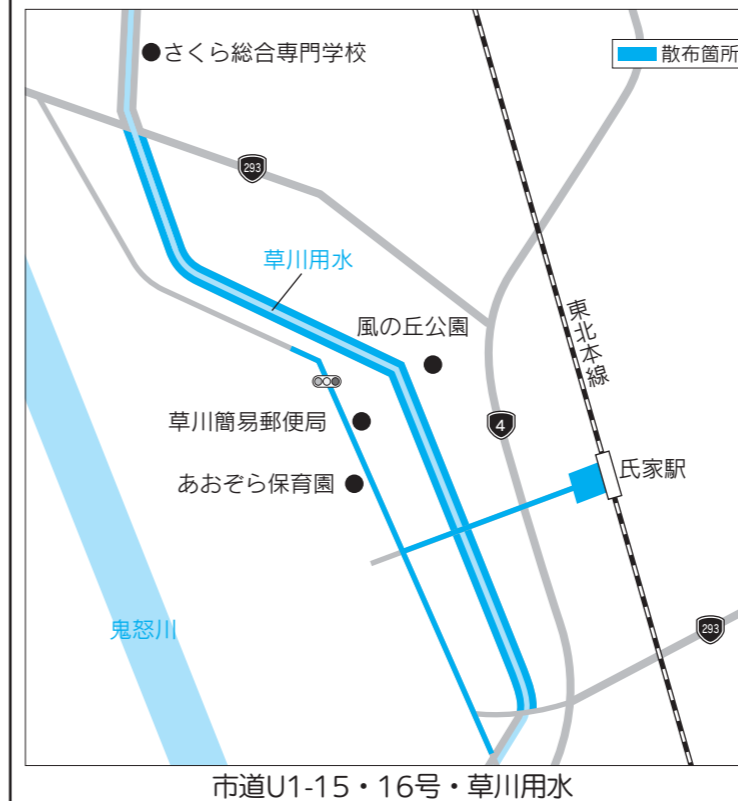 さくら総合専門学校
散布箇所
293
草川用水
風の丘公園
東北本線
草川簡易郵便局
4
あおぞら保育園
氏家駅
鬼怒川
293
市道U1-15・16号・草川用水